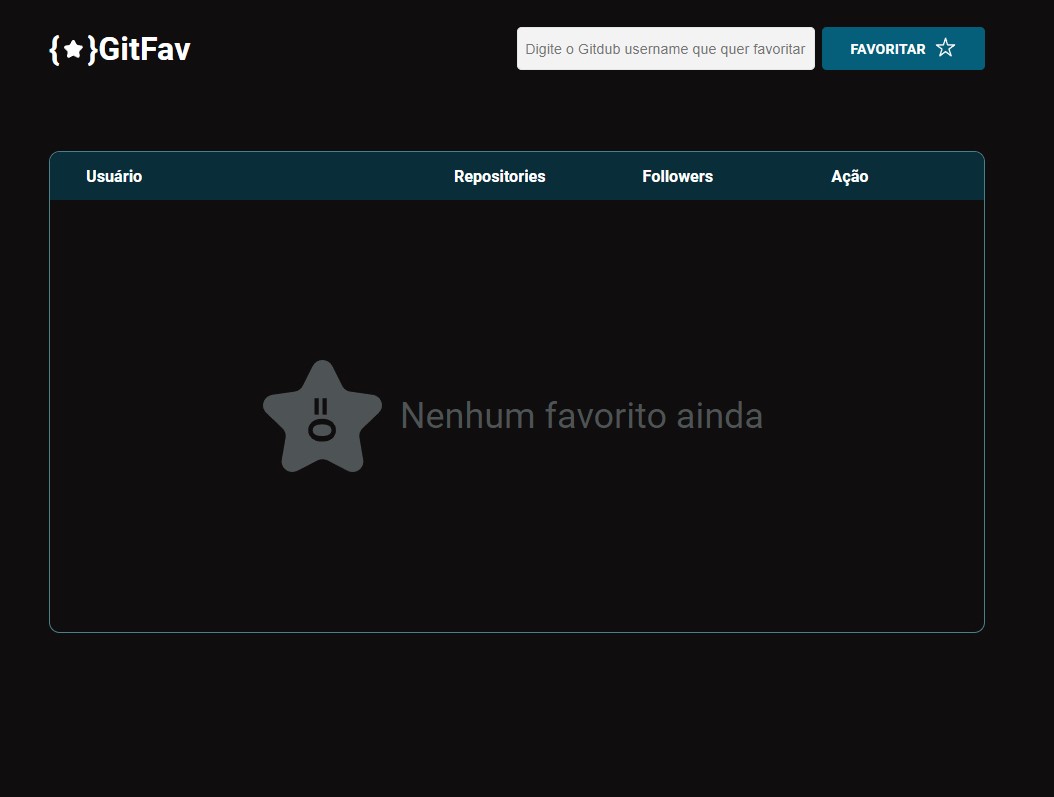 {★}GitFav
Digite o Gitdub username que quer favoritar
FAVORITAR
Usuário Repositories Followers Ação
Nenhum favorito ainda